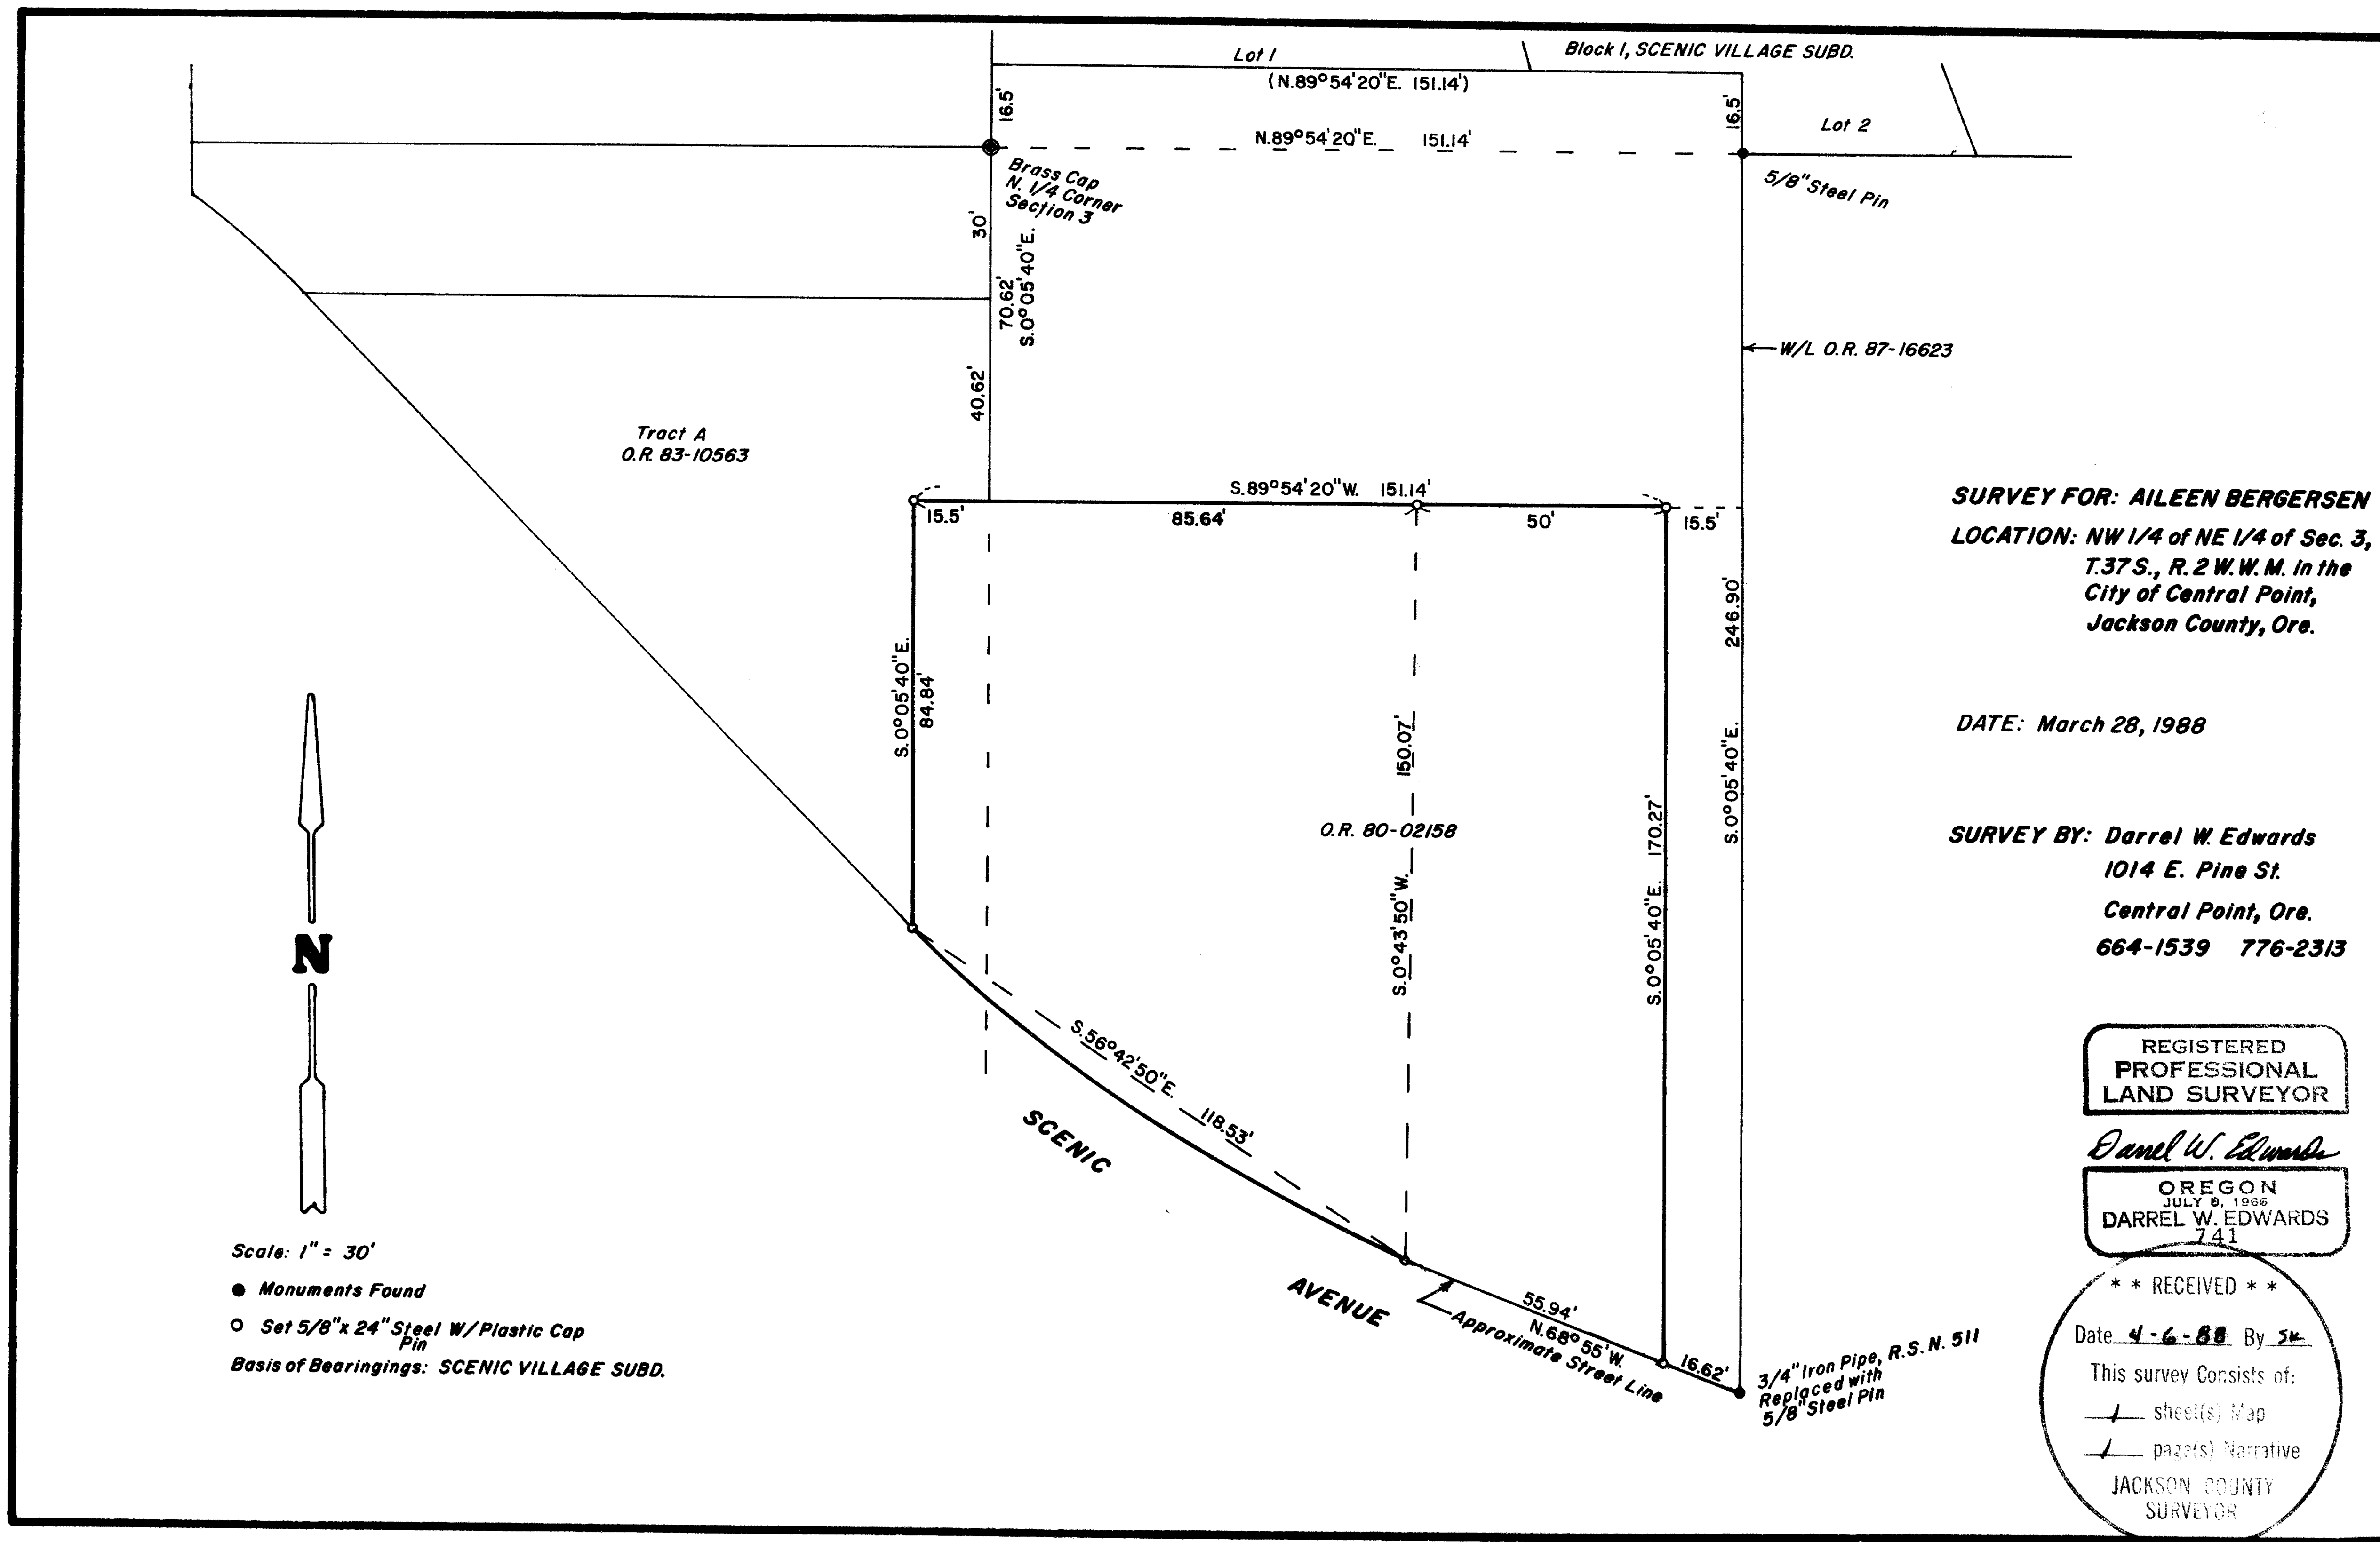 Lot 1
Block 1, SCENIC VILLAGE SUBD.
(N.89°54'20"E. 151.14')
16.5'
16.5'
Lot 2
N.89°54'20"E. 151.14'
Brass Cap
N. 1/4 Corner
Section 3
5/8" Steel Pin
30'
70.62'
S.0°05'40"E.
40.62'
W/L O.R. 87-16623
Tract A
O.R. 83-10563
S.89°54'20"W. 151.14'
15.5'
85.64'
50'
15.5'
SURVEY FOR: AILEEN BERGERSEN
LOCATION: NW 1/4 of NE 1/4 of Sec. 3,
T.37 S., R. 2 W. W. M. in the
City of Central Point,
Jackson County, Ore.
246.90'
S.0°05'40"E.
S.0°05'40"E.
84.84'
150.07'
S.0°43'50"W.
DATE: March 28, 1988
O.R. 80-02158
S.0°05'40"E. 170.27'
SURVEY BY: Darrel W. Edwards
1014 E. Pine St.
Central Point, Ore.
664-1539 776-2313
N
S.56°42'50"E. 118.53'
SCENIC
AVENUE
REGISTERED
PROFESSIONAL
LAND SURVEYOR
Darrel W. Edwards
OREGON
JULY 8, 1966
DARREL W. EDWARDS
741
Scale: 1" = 30'
Monuments Found
Set 5/8" x 24" Steel W/Plastic Cap
Pin
Basis of Bearingings: SCENIC VILLAGE SUBD.
55.94'
N.68°55'W.
Approximate Street Line
16.62'
3/4" Iron Pipe, R.S. N. 511
Replaced with
5/8" Steel Pin
* * RECEIVED * *
Date 4-6-88 By SK
This survey Consists of:
1 sheet(s) Map
1 page(s) Narrative
JACKSON COUNTY
SURVEYOR